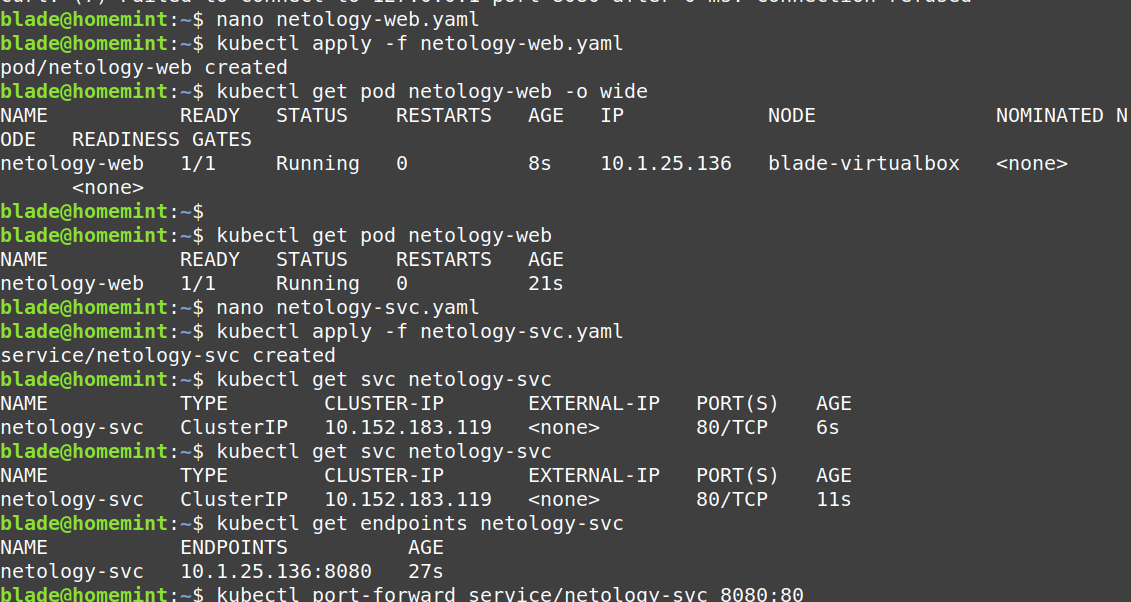 curl: (7) Failed to connect to 127.0.0.1 port 8080 after 0 ms: Connection refused
blade@homemint:~$ nano netology-web.yaml
blade@homemint:~$ kubectl apply -f netology-web.yaml
pod/netology-web created
blade@homemint:~$ kubectl get pod netology-web -o wide
NAME           READY   STATUS    RESTARTS   AGE   IP            NODE               NOMINATED N
ODE   READINESS GATES
netology-web   1/1     Running   0          8s    10.1.25.136   blade-virtualbox   <none>
      <none>
blade@homemint:~$
blade@homemint:~$ kubectl get pod netology-web
NAME           READY   STATUS    RESTARTS   AGE
netology-web   1/1     Running   0          21s
blade@homemint:~$ nano netology-svc.yaml
blade@homemint:~$ kubectl apply -f netology-svc.yaml
service/netology-svc created
blade@homemint:~$ kubectl get svc netology-svc
NAME           TYPE        CLUSTER-IP       EXTERNAL-IP   PORT(S)   AGE
netology-svc   ClusterIP   10.152.183.119   <none>        80/TCP    6s
blade@homemint:~$ kubectl get svc netology-svc
NAME           TYPE        CLUSTER-IP       EXTERNAL-IP   PORT(S)   AGE
netology-svc   ClusterIP   10.152.183.119   <none>        80/TCP    11s
blade@homemint:~$ kubectl get endpoints netology-svc
NAME           ENDPOINTS          AGE
netology-svc   10.1.25.136:8080   27s
blade@homemint:~$ kubectl port-forward service/netology-svc 8080:80